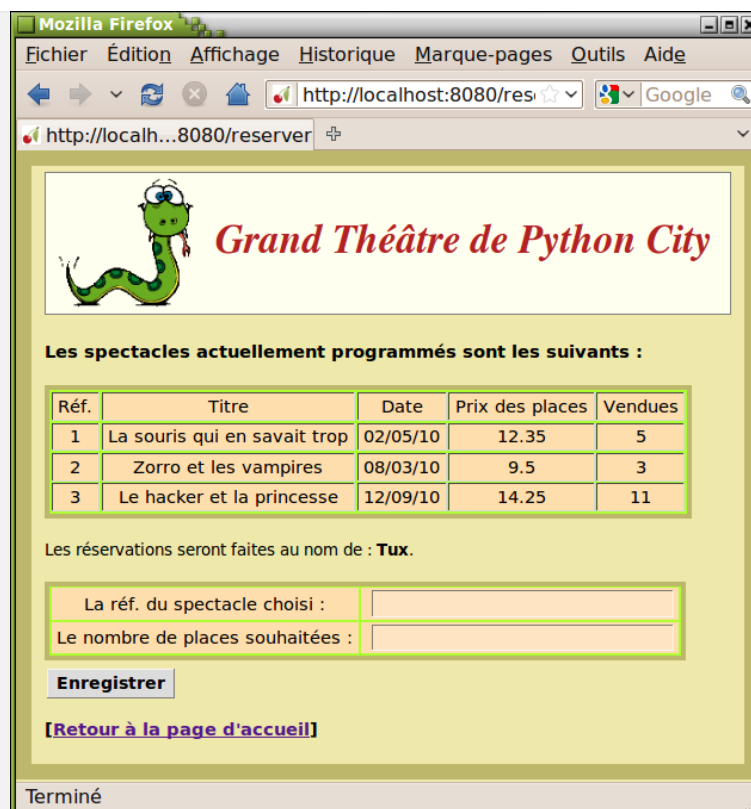 Mozilla Firefox
Fichier Édition Affichage Historique Marque-pages Outils Aide
http://localhost:8080/res Google
http://localh...8080/reserver
Grand Théâtre de Python City
Les spectacles actuellement programmés sont les suivants :
Réf. Titre Date Prix des places Vendues
1 La souris qui en savait trop 02/05/10 12.35 5
2 Zorro et les vampires 08/03/10 9.5 3
3 Le hacker et la princesse 12/09/10 14.25 11
Les réservations seront faites au nom de : Tux.
La réf. du spectacle choisi :
Le nombre de places souhaitées :
Enregistrer
[Retour à la page d'accueil]
Terminé